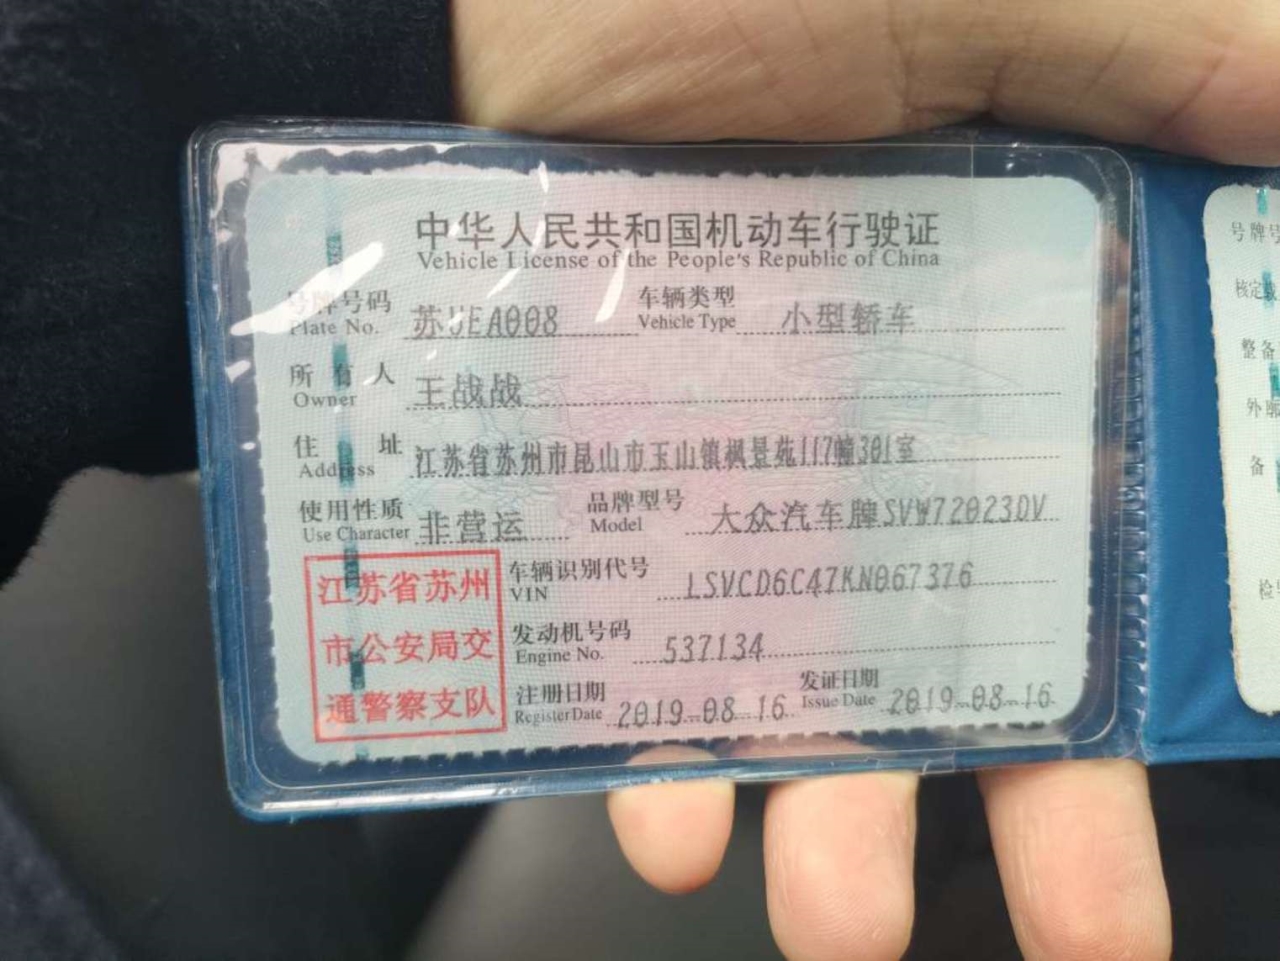 中华人民共和国机动车行驶证
Vehicle License of the People's Republic of China
号牌号码 苏UEA008 车辆类型 小型轿车
Plate No. Vehicle Type
所有人 王战战
Owner
住址 江苏省苏州市昆山市玉山镇枫景苑117幢301室
Address
使用性质 非营运 品牌型号 大众汽车牌SVW72023DV
Use Character Model
江苏省苏州
市公安局交
通警察支队
车辆识别代号 LSVCD6C47KN067376
VIN
发动机号码 537134
Engine No.
注册日期 2019-08-16 发证日期 2019-08-16
Register Date Issue Date
号牌号
核定
整备
外廓
备
检